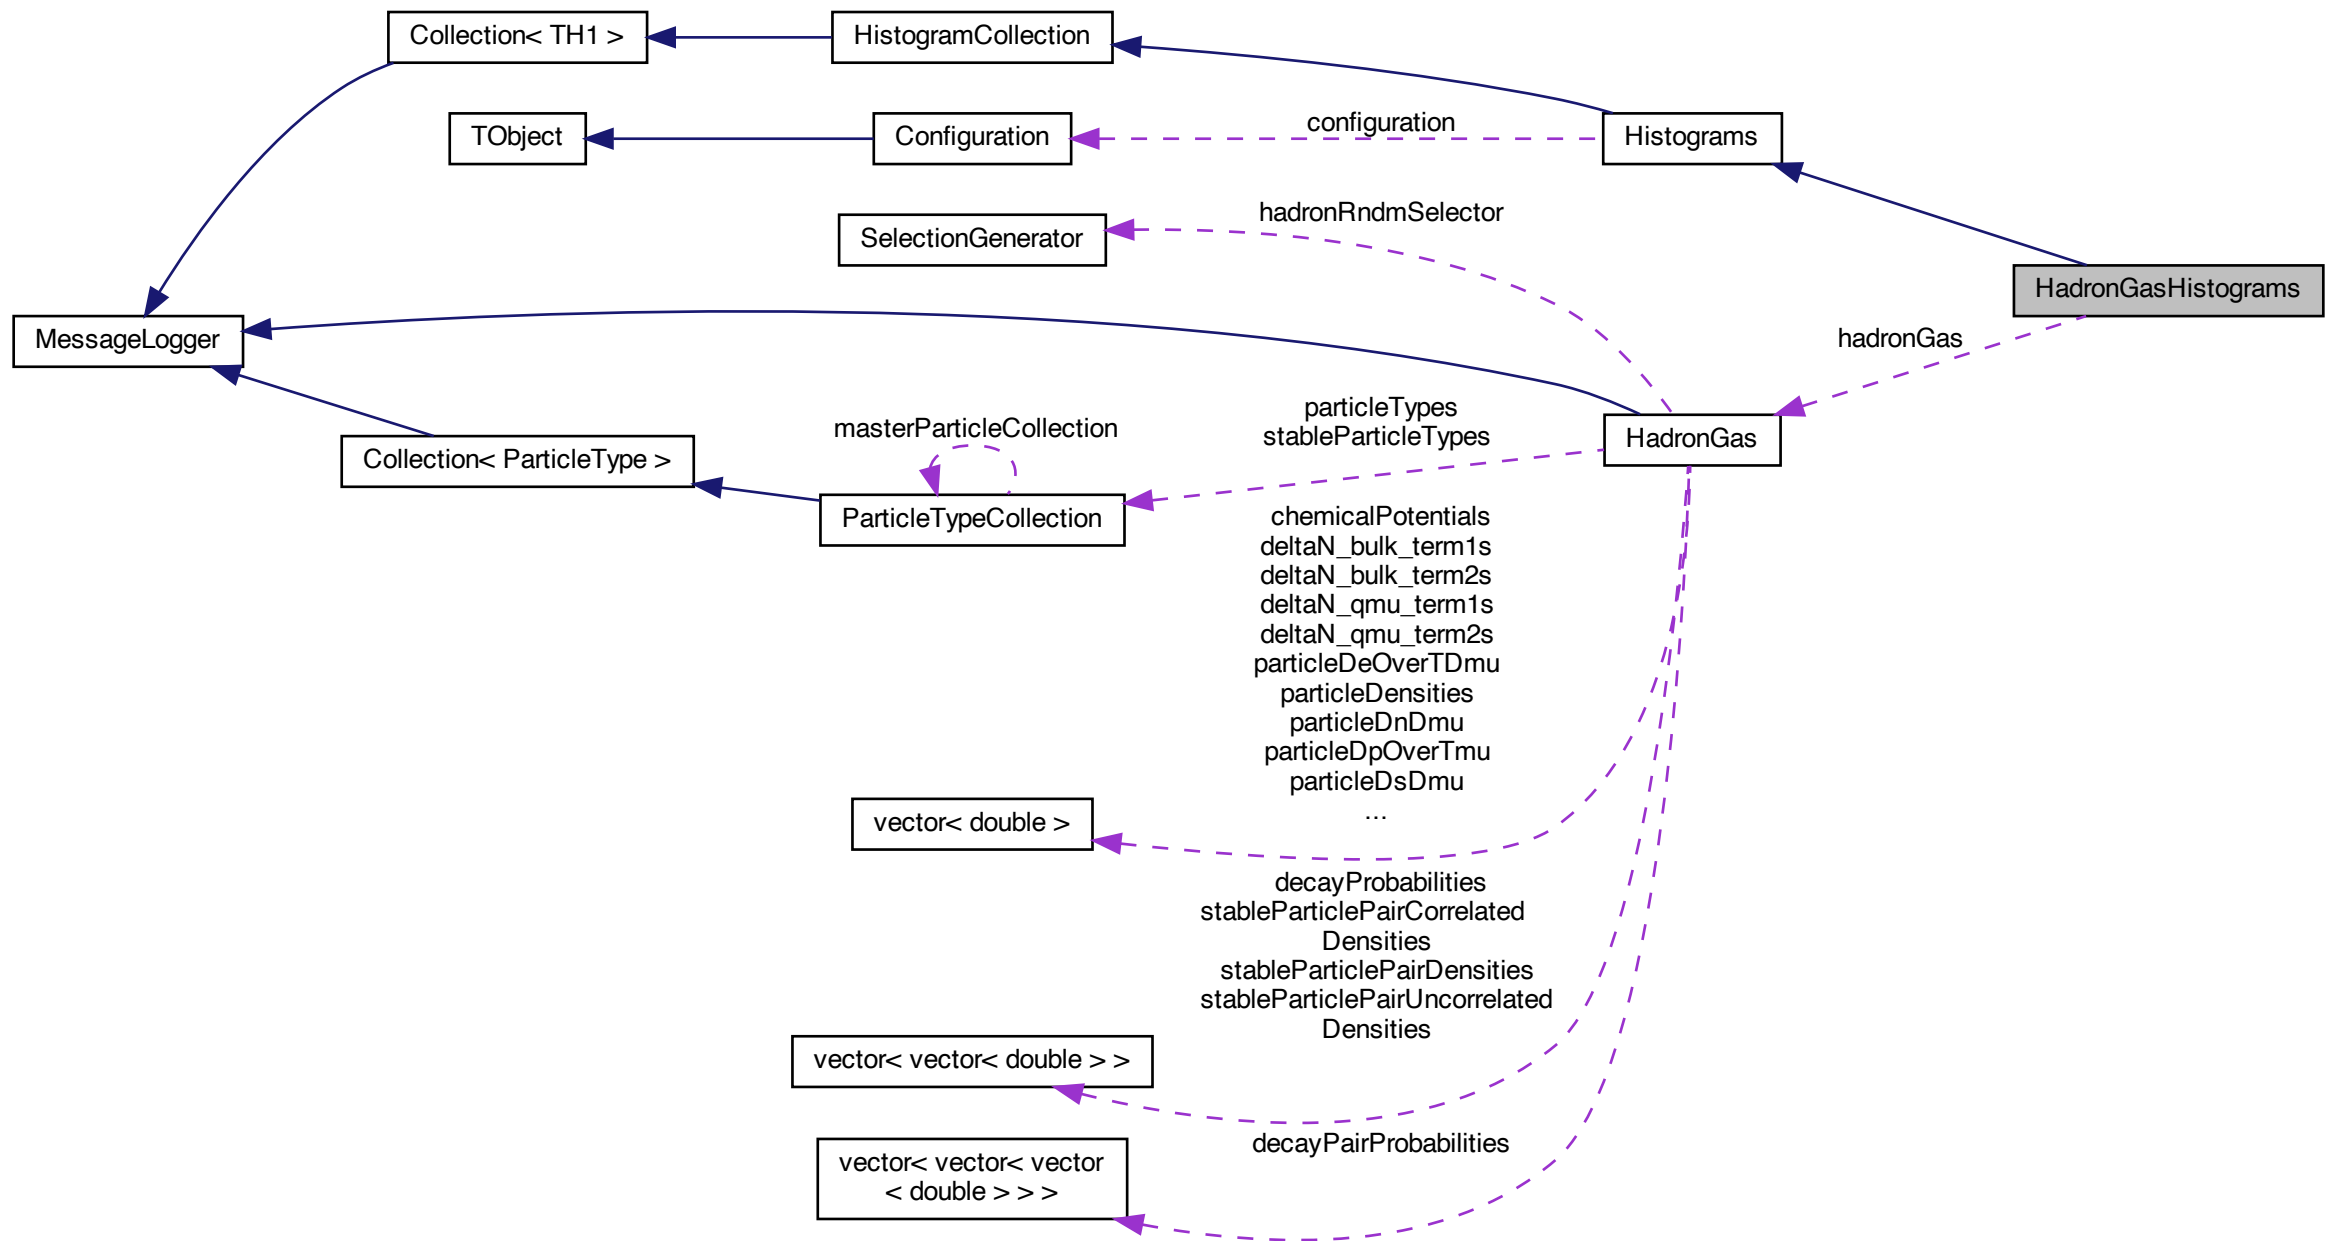 Collection< TH1 >
HistogramCollection
TObject
Configuration
configuration
Histograms
hadronRndmSelector
SelectionGenerator
HadronGasHistograms
MessageLogger
hadronGas
particleTypes
stableParticleTypes
masterParticleCollection
HadronGas
Collection< ParticleType >
ParticleTypeCollection
chemicalPotentials
deltaN_bulk_term1s
deltaN_bulk_term2s
deltaN_qmu_term1s
deltaN_qmu_term2s
particleDeOverTDmu
particleDensities
particleDnDmu
particleDpOverTmu
particleDsDmu
...
vector< double >
decayProbabilities
stableParticlePairCorrelated
Densities
stableParticlePairDensities
stableParticlePairUncorrelated
Densities
vector< vector< double > >
decayPairProbabilities
vector< vector< vector
< double > > >